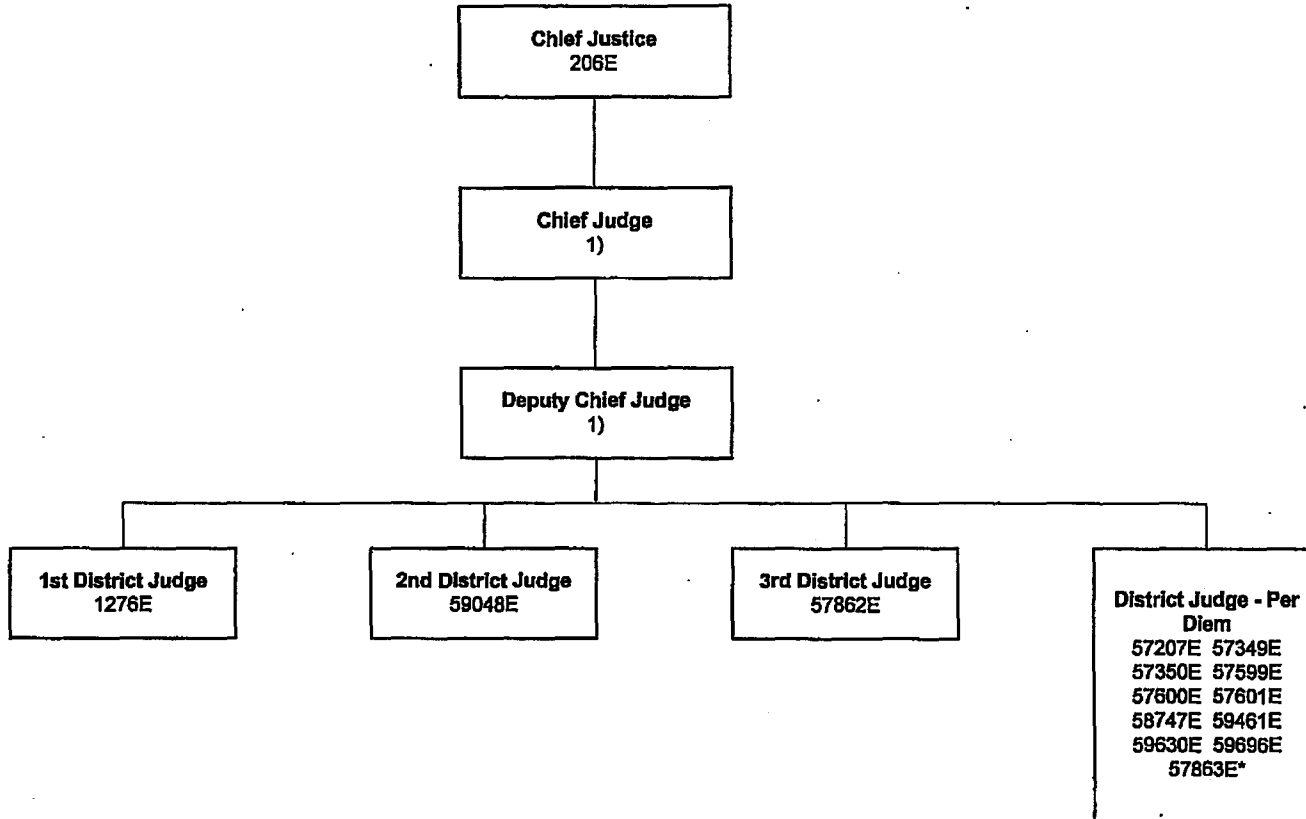 Chief Justice
206E
Chief Judge
1)
Deputy Chief Judge
1)
1st District Judge
1276E
2nd District Judge
59048E
3rd District Judge
57862E
District Judge - Per
Diem
57207E 57349E
57350E 57599E
57600E 57601E
58747E 59461E
59630E 59696E
57863E*